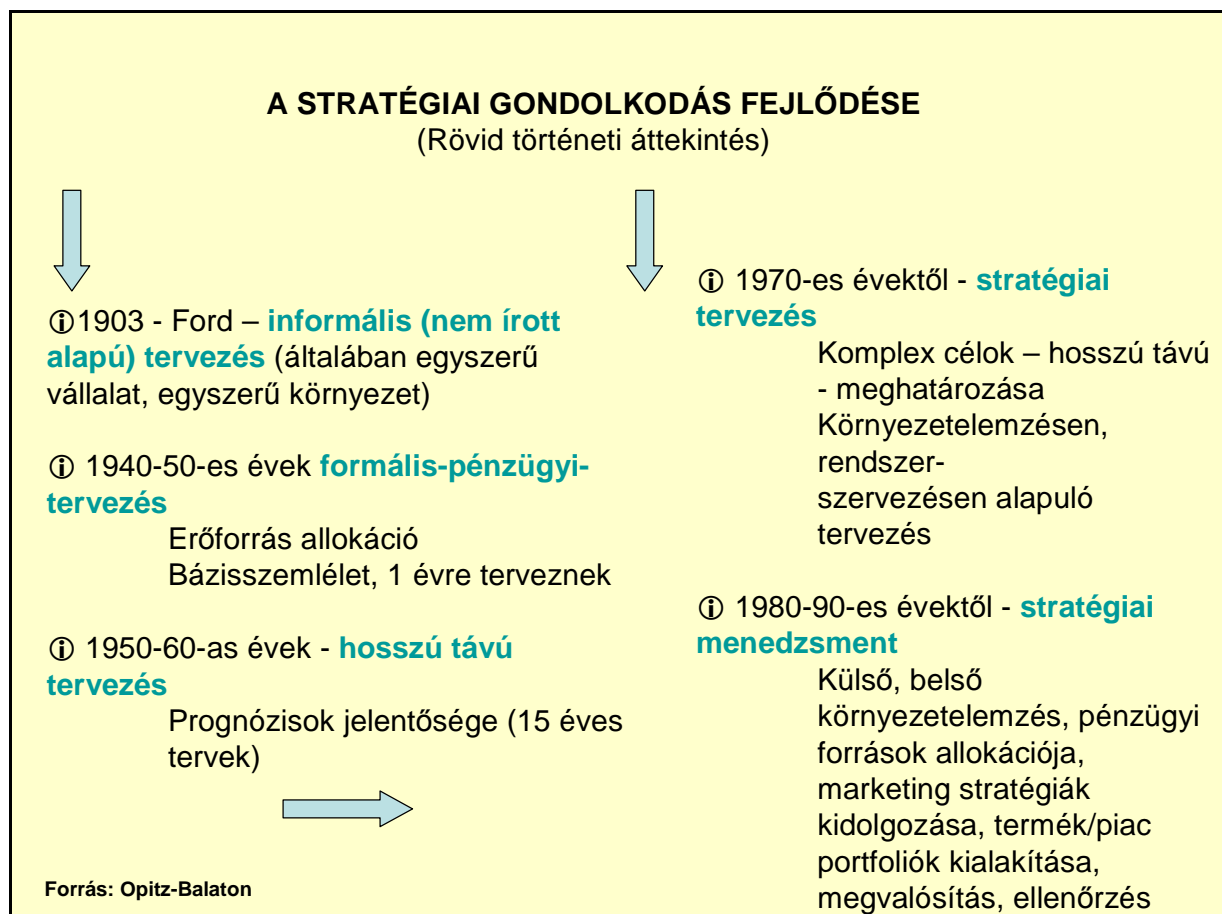 A STRATÉGIAI GONDOLKODÁS FEJLŐDÉSE
(Rövid történeti áttekintés)
ⓘ1903 - Ford – informális (nem írott
alapú) tervezés (általában egyszerű
vállalat, egyszerű környezet)
ⓘ 1940-50-es évek formális-pénzügyi-
tervezés
Erőforrás allokáció
Bázisszemlélet, 1 évre terveznek
ⓘ 1950-60-as évek - hosszú távú
tervezés
Prognózisok jelentősége (15 éves
tervek)
Forrás: Opitz-Balaton
ⓘ 1970-es évektől - stratégiai
tervezés
Komplex célok – hosszú távú
- meghatározása
Környezetelemzésen,
rendszer-
szervezésen alapuló
tervezés
ⓘ 1980-90-es évektől - stratégiai
menedzsment
Külső, belső
környezetelemzés, pénzügyi
források allokációja,
marketing stratégiák
kidolgozása, termék/piac
portfoliók kialakítása,
megvalósítás, ellenőrzés